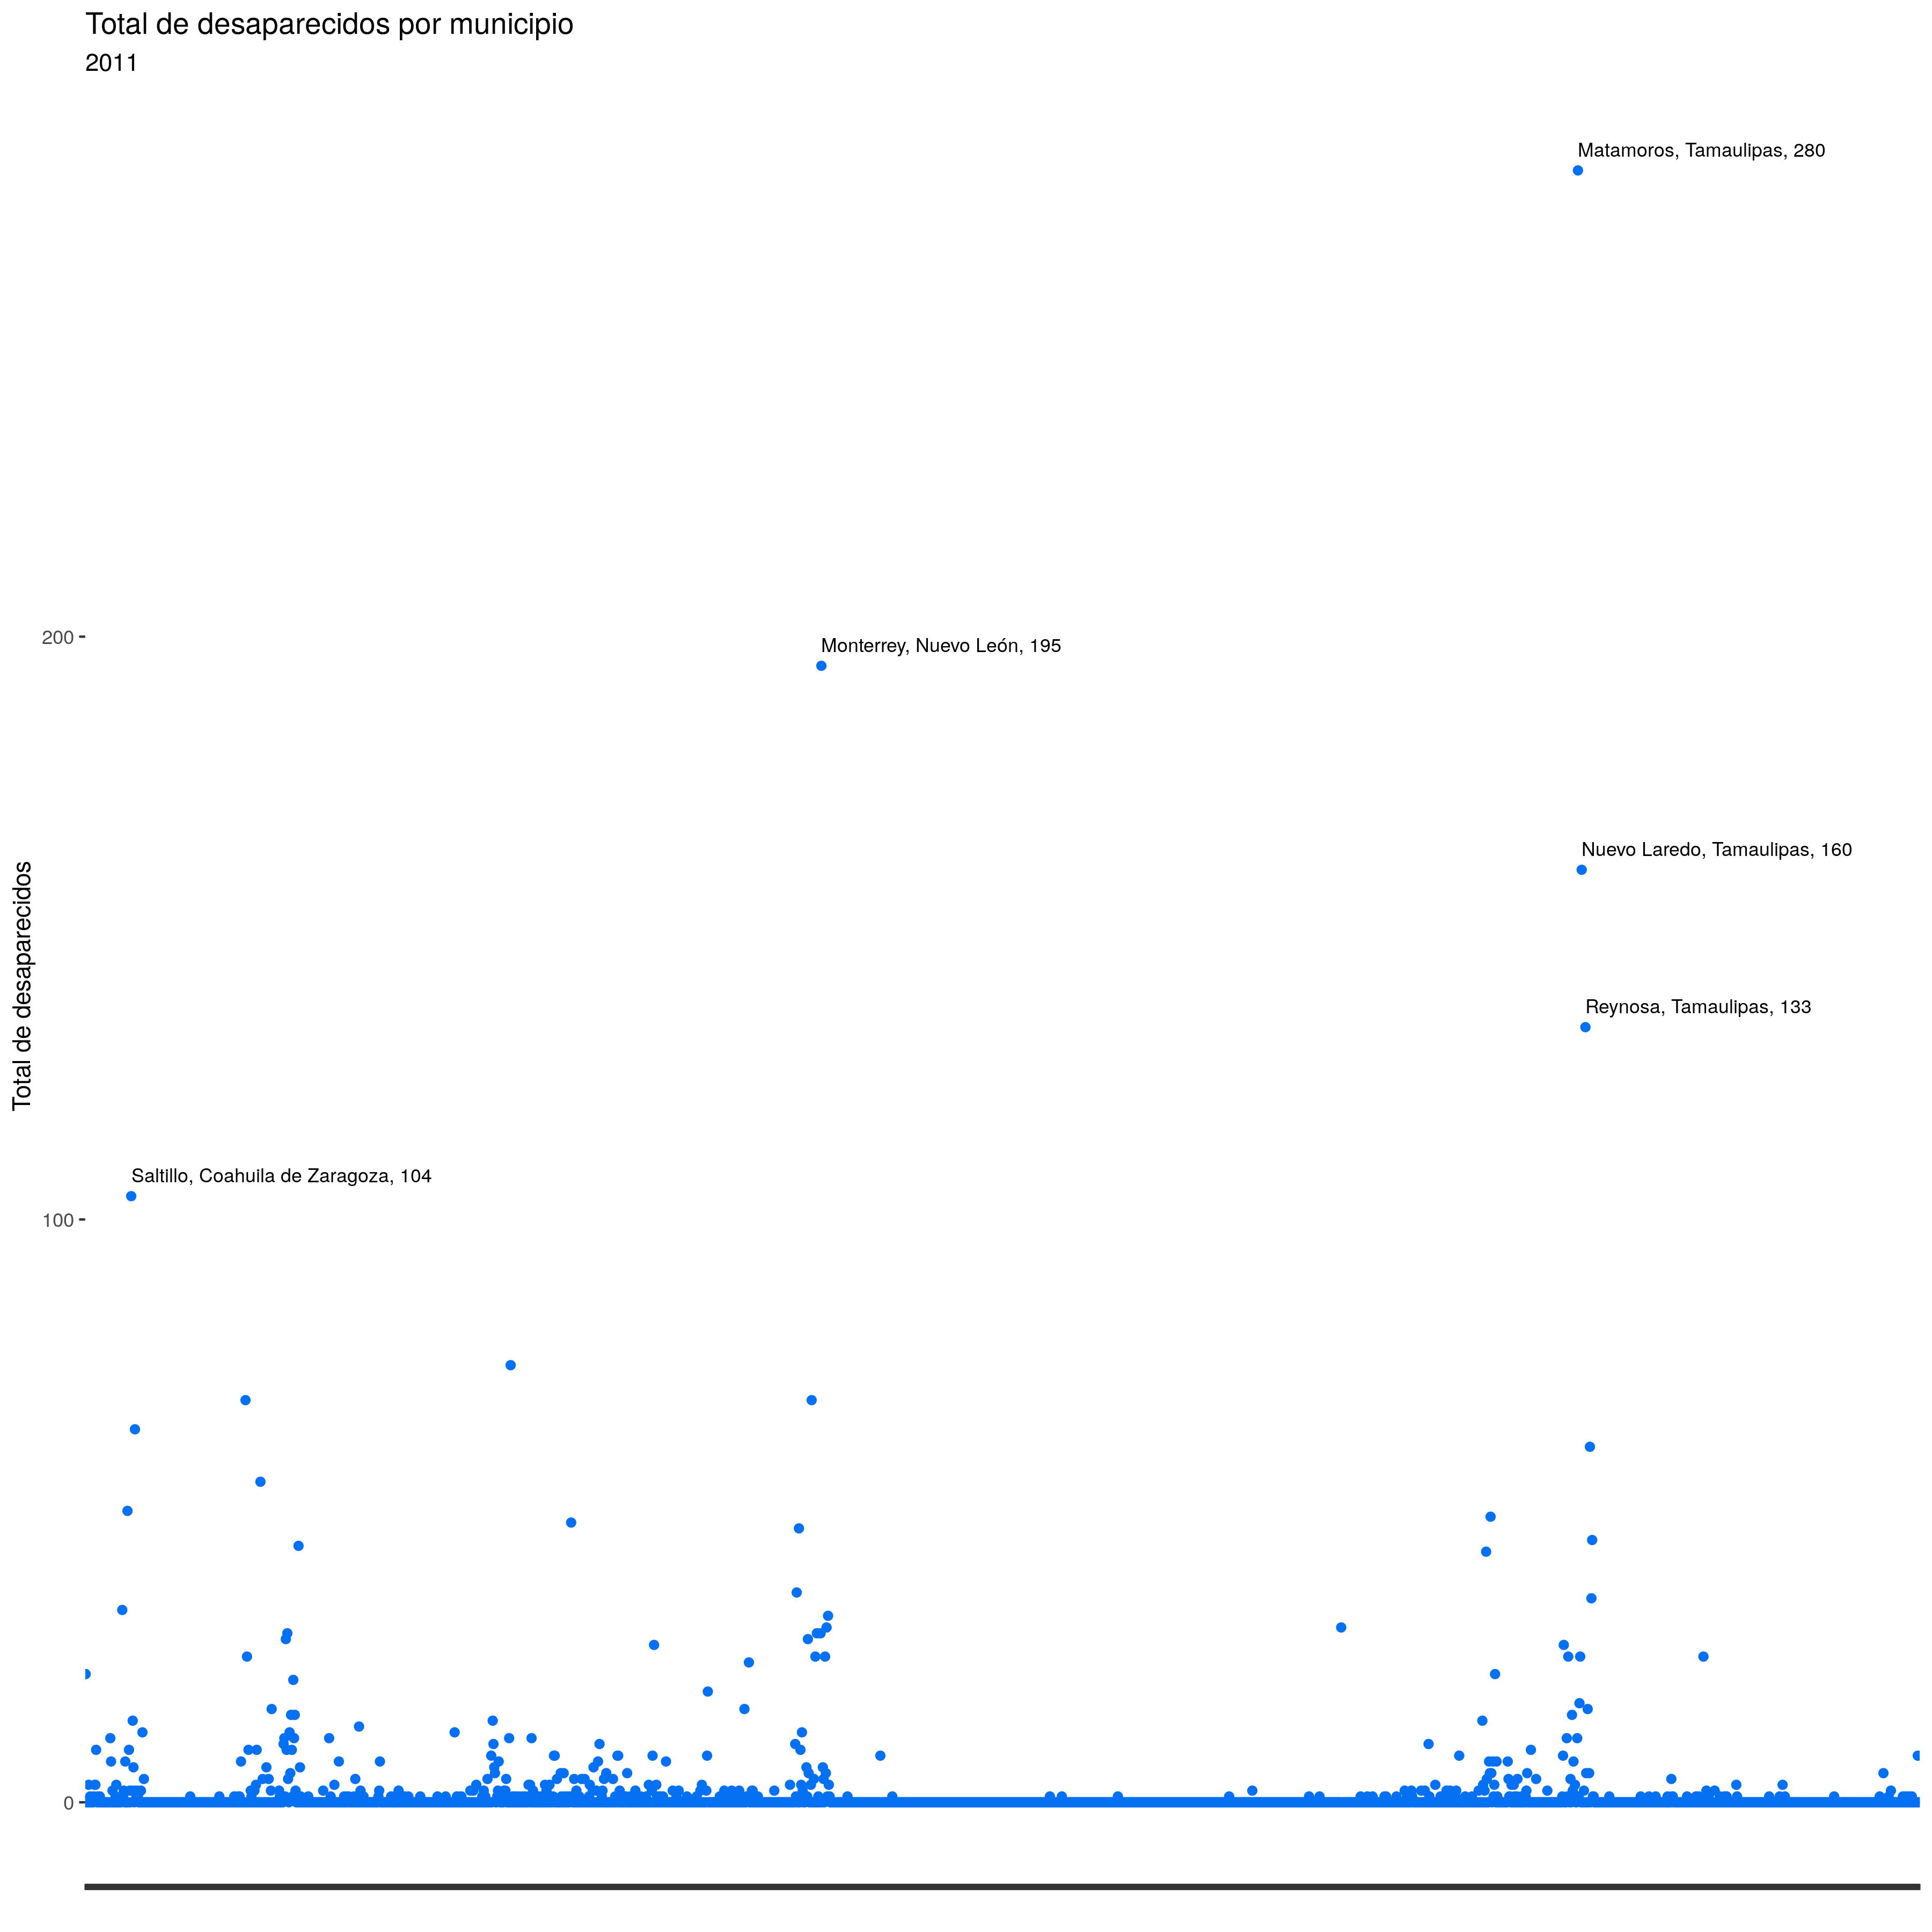 Total de desaparecidos por municipio
2011
Matamoros, Tamaulipas, 280
200
Monterrey, Nuevo León, 195
Nuevo Laredo, Tamaulipas, 160
Total de desaparecidos
Reynosa, Tamaulipas, 133
Saltillo, Coahuila de Zaragoza, 104
100
0